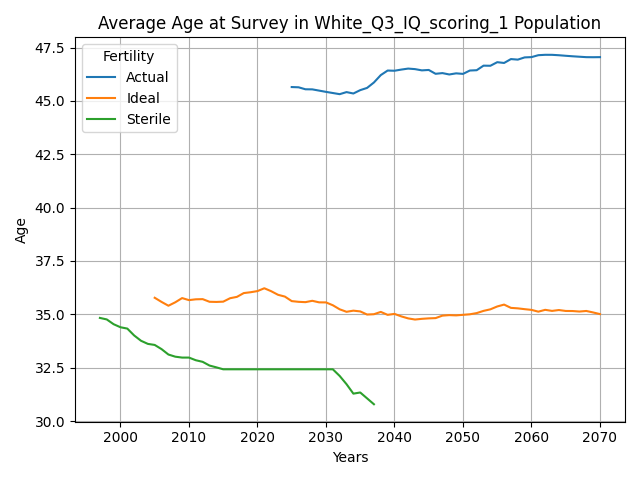 Average Age at Survey in White_Q3_IQ_scoring_1 Population
Fertility
Actual
Ideal
Sterile
47.5
45.0
42.5
40.0
37.5
35.0
32.5
30.0
Age
2000 2010 2020 2030 2040 2050 2060 2070
Years